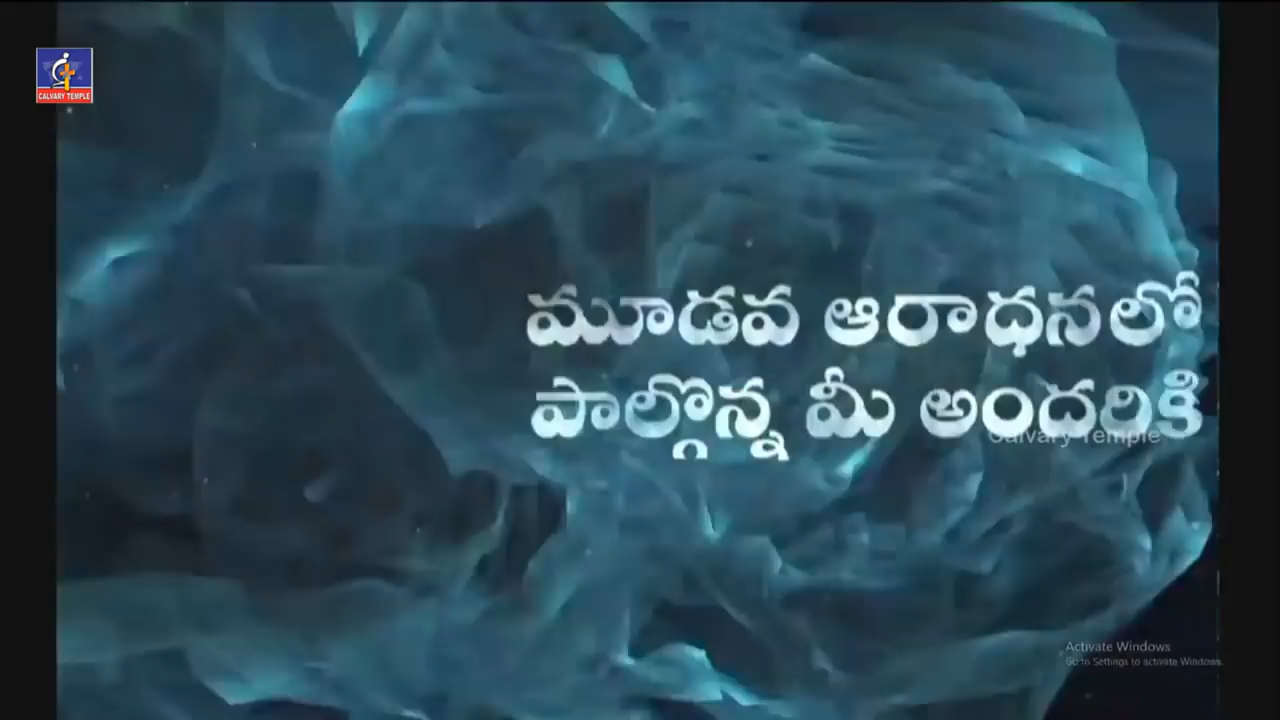 CALVARY TEMPLE
మూడవ ఆరాధనలో
పాల్గొన్న మీ అందరికి
Calvary Temple
Activate Windows
Go to Settings to activate Windows.